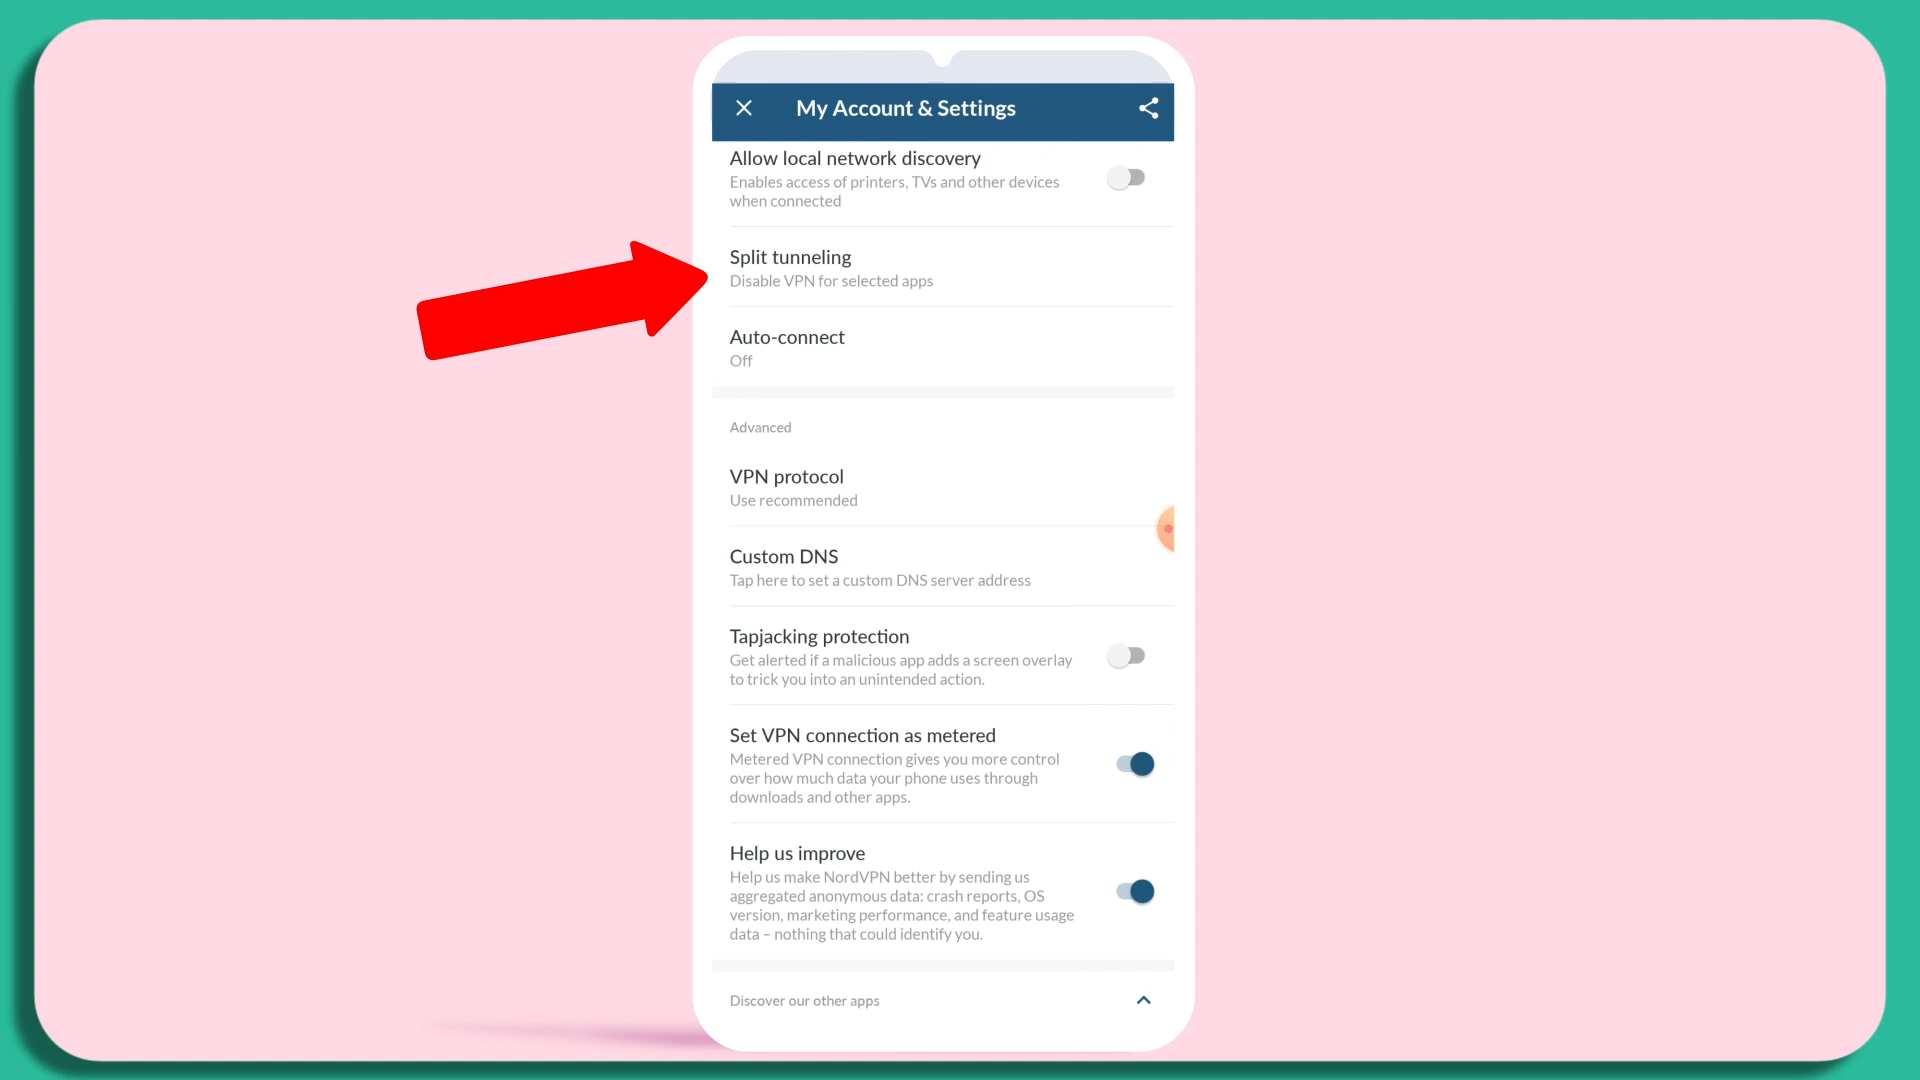 My Account & Settings
Allow local network discovery
Enables access of printers, TVs and other devices
when connected
Split tunneling
Disable VPN for selected apps
Auto-connect
Off
Advanced
VPN protocol
Use recommended
Custom DNS
Tap here to set a custom DNS server address
Tapjacking protection
Get alerted if a malicious app adds a screen overlay
to trick you into an unintended action.
Set VPN connection as metered
Metered VPN connection gives you more control
over how much data your phone uses through
downloads and other apps.
Help us improve
Help us make NordVPN better by sending us
aggregated anonymous data: crash reports, OS
version, marketing performance, and feature usage
data – nothing that could identify you.
Discover our other apps